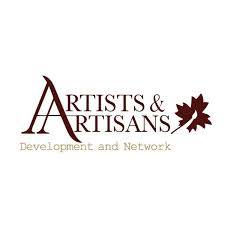 ARTISTS &
ARTISANS
Development and Network